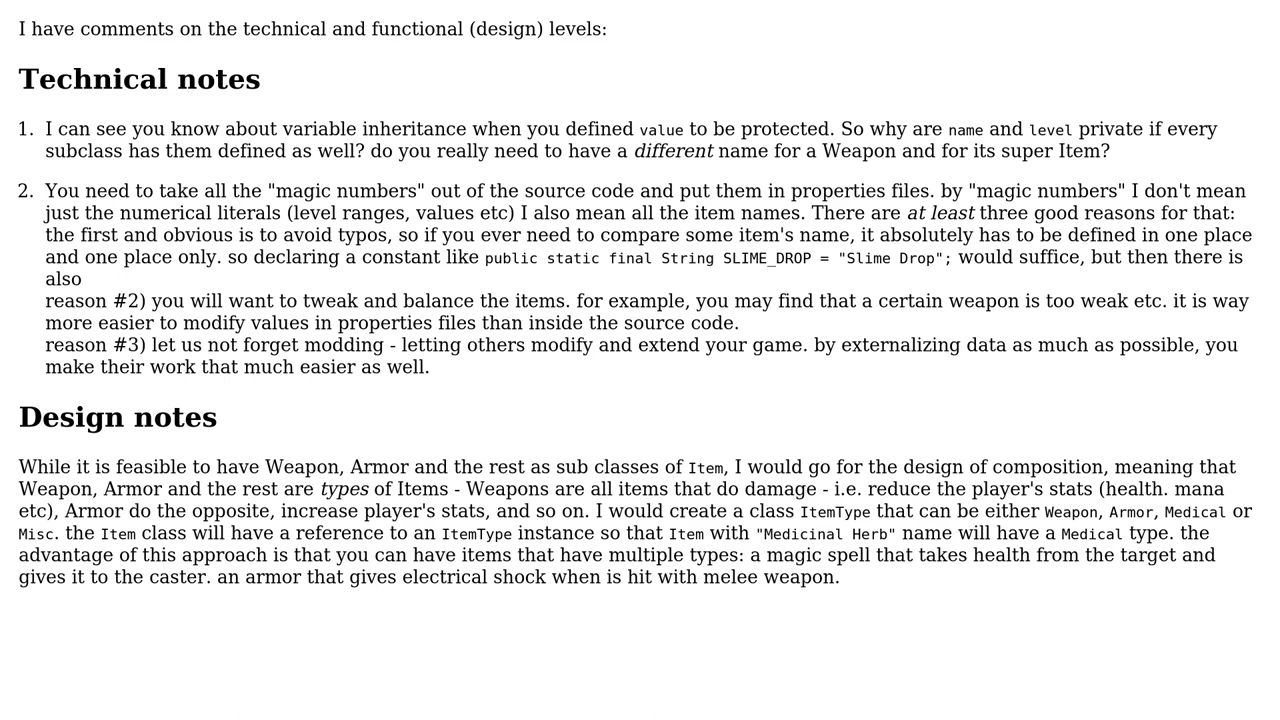 I have comments on the technical and functional (design) levels:
Technical notes
1. I can see you know about variable inheritance when you defined value to be protected. So why are name and level private if every
subclass has them defined as well? do you really need to have a different name for a Weapon and for its super Item?
2. You need to take all the "magic numbers" out of the source code and put them in properties files. by "magic numbers" I don't mean
just the numerical literals (level ranges, values etc) I also mean all the item names. There are at least three good reasons for that:
the first and obvious is to avoid typos, so if you ever need to compare some item's name, it absolutely has to be defined in one place
and one place only. so declaring a constant like public static final String SLIME_DROP = "Slime Drop"; would suffice, but then there is
also
reason #2) you will want to tweak and balance the items. for example, you may find that a certain weapon is too weak etc. it is way
more easier to modify values in properties files than inside the source code.
reason #3) let us not forget modding - letting others modify and extend your game. by externalizing data as much as possible, you
make their work that much easier as well.
Design notes
While it is feasible to have Weapon, Armor and the rest as sub classes of Item, I would go for the design of composition, meaning that
Weapon, Armor and the rest are types of Items - Weapons are all items that do damage - i.e. reduce the player's stats (health. mana
etc), Armor do the opposite, increase player's stats, and so on. I would create a class ItemType that can be either Weapon, Armor, Medical or
Misc. the Item class will have a reference to an ItemType instance so that Item with "Medicinal Herb" name will have a Medical type. the
advantage of this approach is that you can have items that have multiple types: a magic spell that takes health from the target and
gives it to the caster. an armor that gives electrical shock when is hit with melee weapon.